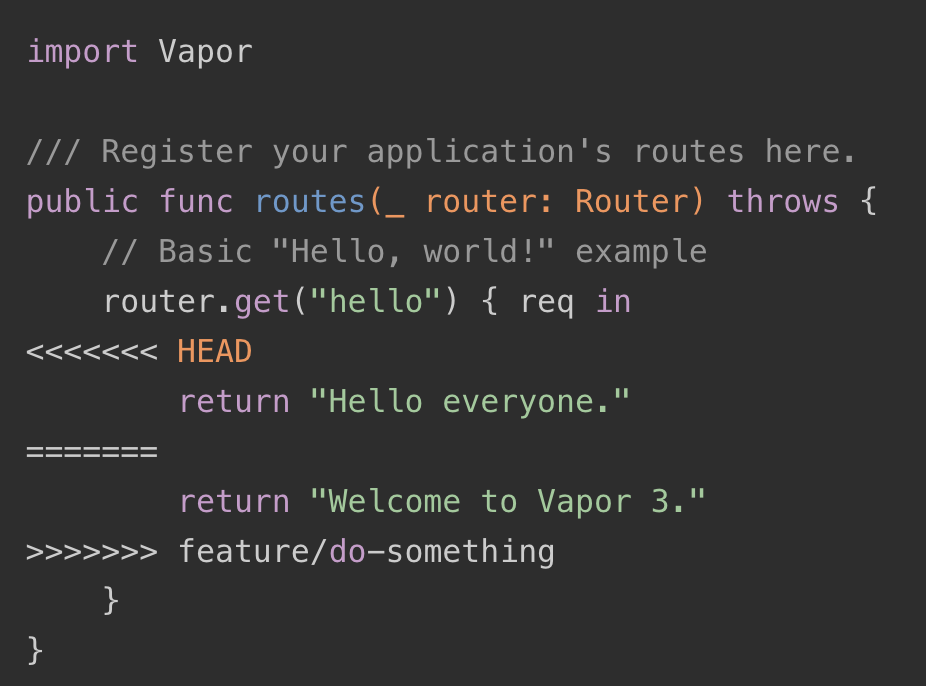 import Vapor

/// Register your application's routes here.
public func routes(_ router: Router) throws {
    // Basic "Hello, world!" example
    router.get("hello") { req in
<<<<<<< HEAD
        return "Hello everyone."
=======
        return "Welcome to Vapor 3."
>>>>>>> feature/do-something
    }
}